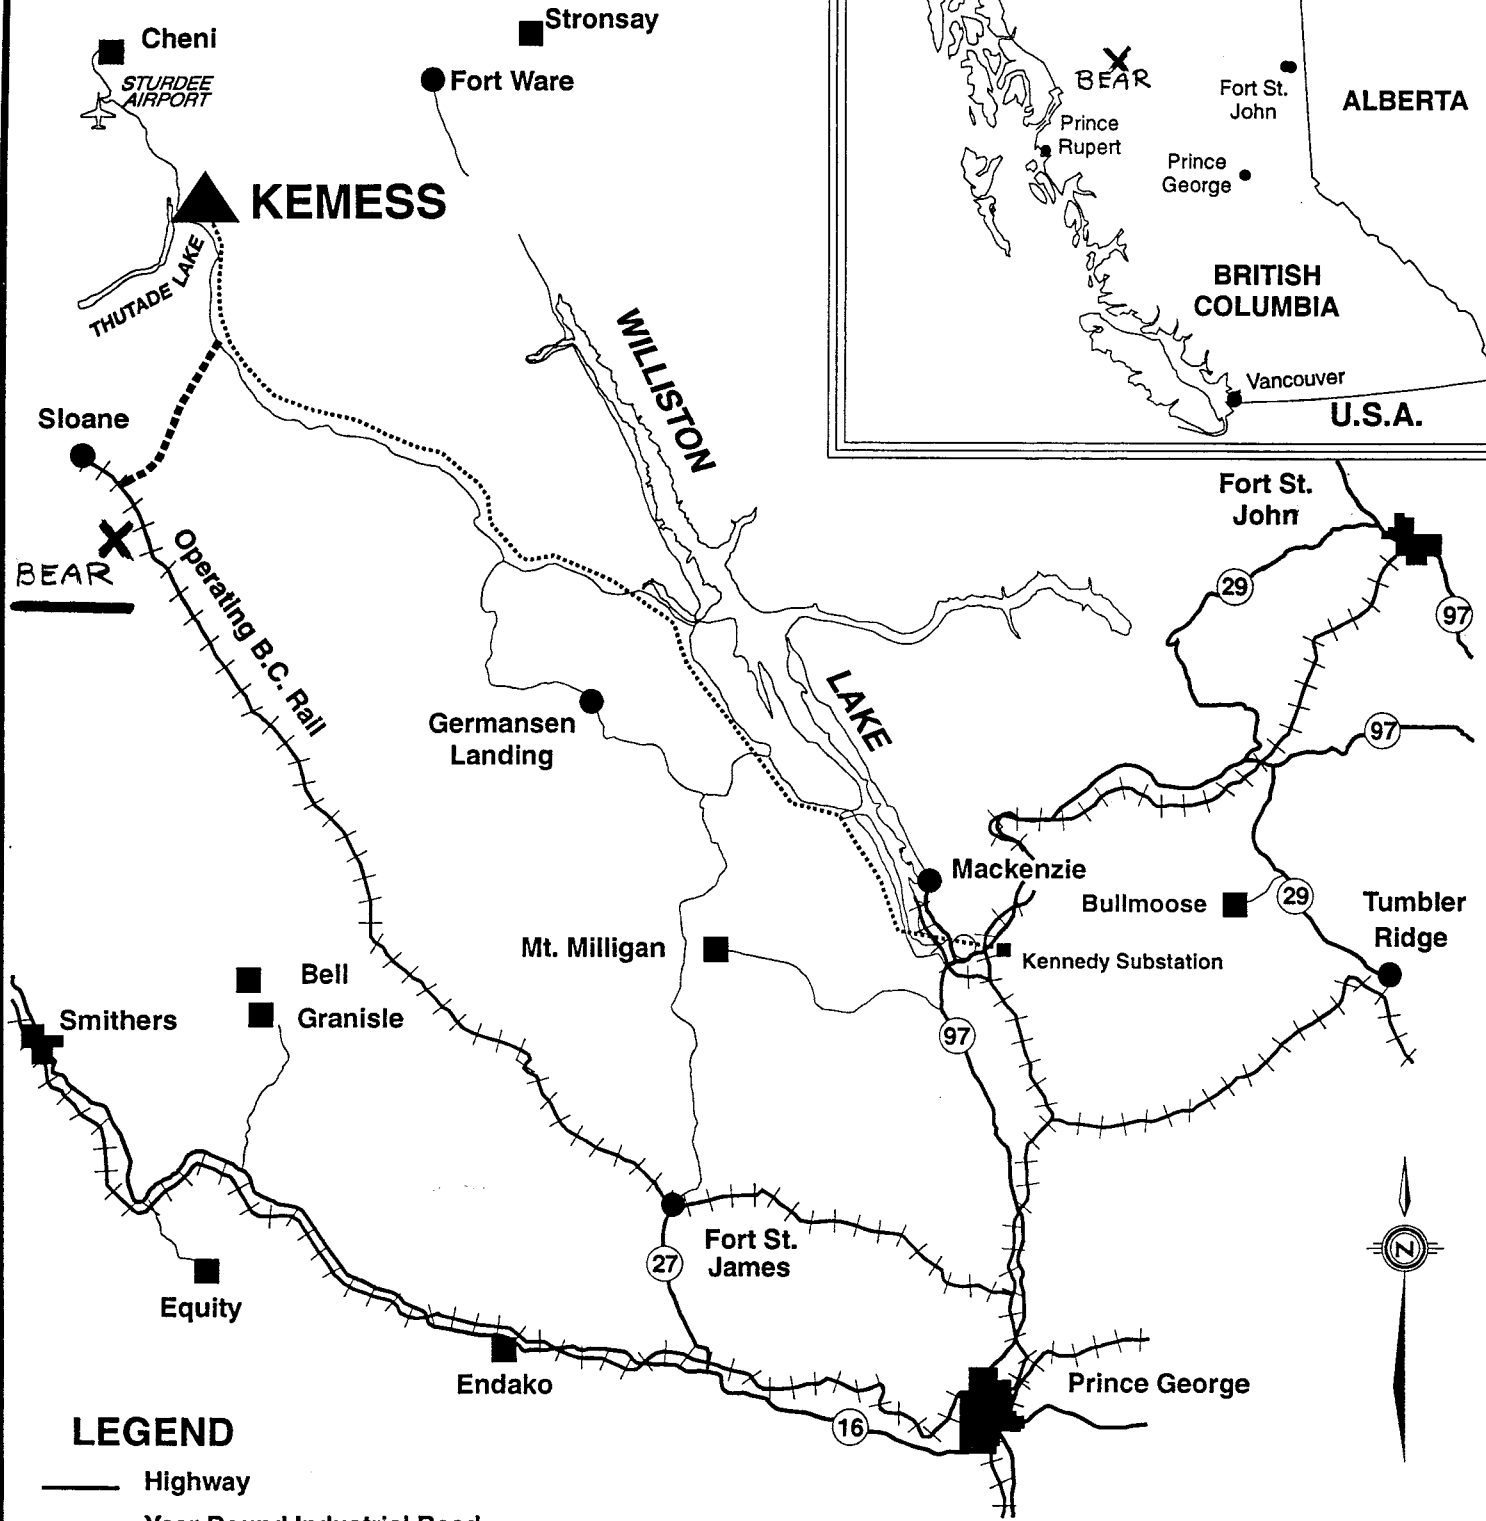 Cheni
STURDEE
AIRPORT
Stronsay
Fort Ware
KEMESS
THUTADE LAKE
WILLISTON
LAKE
Sloane
BEAR
Operating B.C. Rail
Germansen
Landing
Mackenzie
Bullmoose
Kennedy Substation
Mt. Milligan
Bell
Granisle
Smithers
Equity
Endako
Fort St.
James
Prince George
Tumbler
Ridge
Fort St.
John
29
97
97
29
97
27
16
N
BEAR
Fort St.
John
ALBERTA
Prince
Rupert
Prince
George
BRITISH
COLUMBIA
Vancouver
U.S.A.
LEGEND
Highway